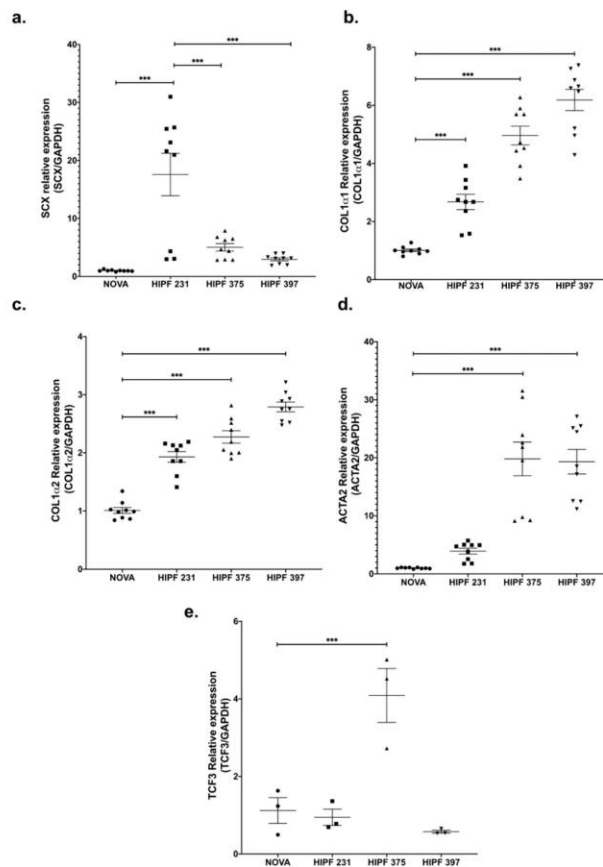 a.
SCX relative expression
(SCX/GAPDH)
40
30
20
10
0
***
***
***
NOVA HIPF 231 HIPF 375 HIPF 397
b.
COL1α1 Relative expression
(COL1α1/GAPDH)
8
6
4
2
0
***
***
***
NOVA HIPF 231 HIPF 375 HIPF 397
c.
COL1α2 Relative expression
(COL1α2/GAPDH)
4
3
2
1
0
***
***
***
NOVA HIPF 231 HIPF 375 HIPF 397
d.
ACTA2 Relative expression
(ACTA2/GAPDH)
40
30
20
10
0
***
***
NOVA HIPF 231 HIPF 375 HIPF 397
e.
TCF3 Relative expression
(TCF3/GAPDH)
6
4
2
0
***
NOVA HIPF 231 HIPF 375 HIPF 397